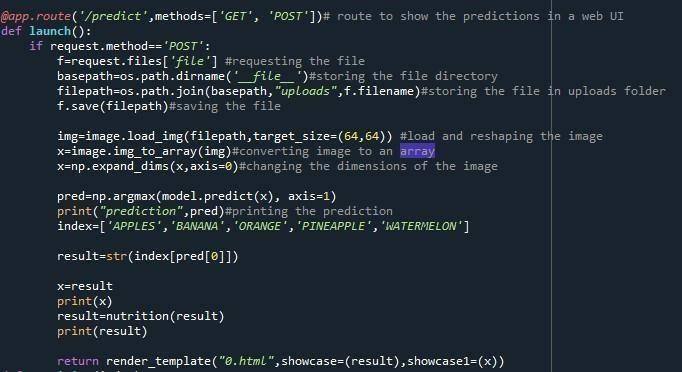 @app.route('/predict',methods=['GET', 'POST'])# route to show the predictions in a web UI
def launch():
    if request.method=='POST':
        f=request.files['file'] #requesting the file
        basepath=os.path.dirname('__file__')#storing the file directory
        filepath=os.path.join(basepath,"uploads",f.filename)#storing the file in uploads folder
        f.save(filepath)#saving the file
        img=image.load_img(filepath,target_size=(64,64)) #load and reshaping the image
        x=image.img_to_array(img)#converting image to an array
        x=np.expand_dims(x,axis=0)#changing the dimensions of the image
        pred=np.argmax(model.predict(x), axis=1)
        print("prediction",pred)#printing the prediction
        index=['APPLES','BANANA','ORANGE','PINEAPPLE','WATERMELON']
        result=str(index[pred[0]])
        x=result
        print(x)
        result=nutrition(result)
        print(result)
        return render_template("0.html",showcase=(result),showcase1=(x))